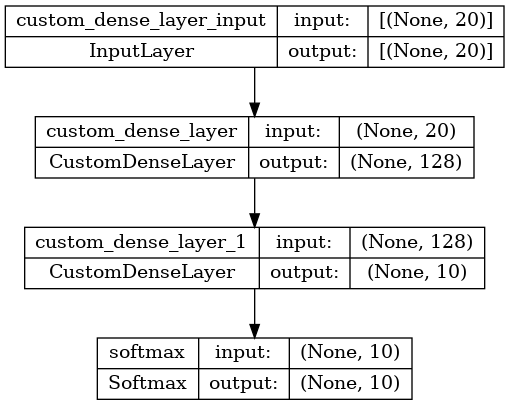 custom_dense_layer_input input: [(None, 20)]
InputLayer output: [(None, 20)]
custom_dense_layer input: (None, 20)
CustomDenseLayer output: (None, 128)
custom_dense_layer_1 input: (None, 128)
CustomDenseLayer output: (None, 10)
softmax input: (None, 10)
Softmax output: (None, 10)